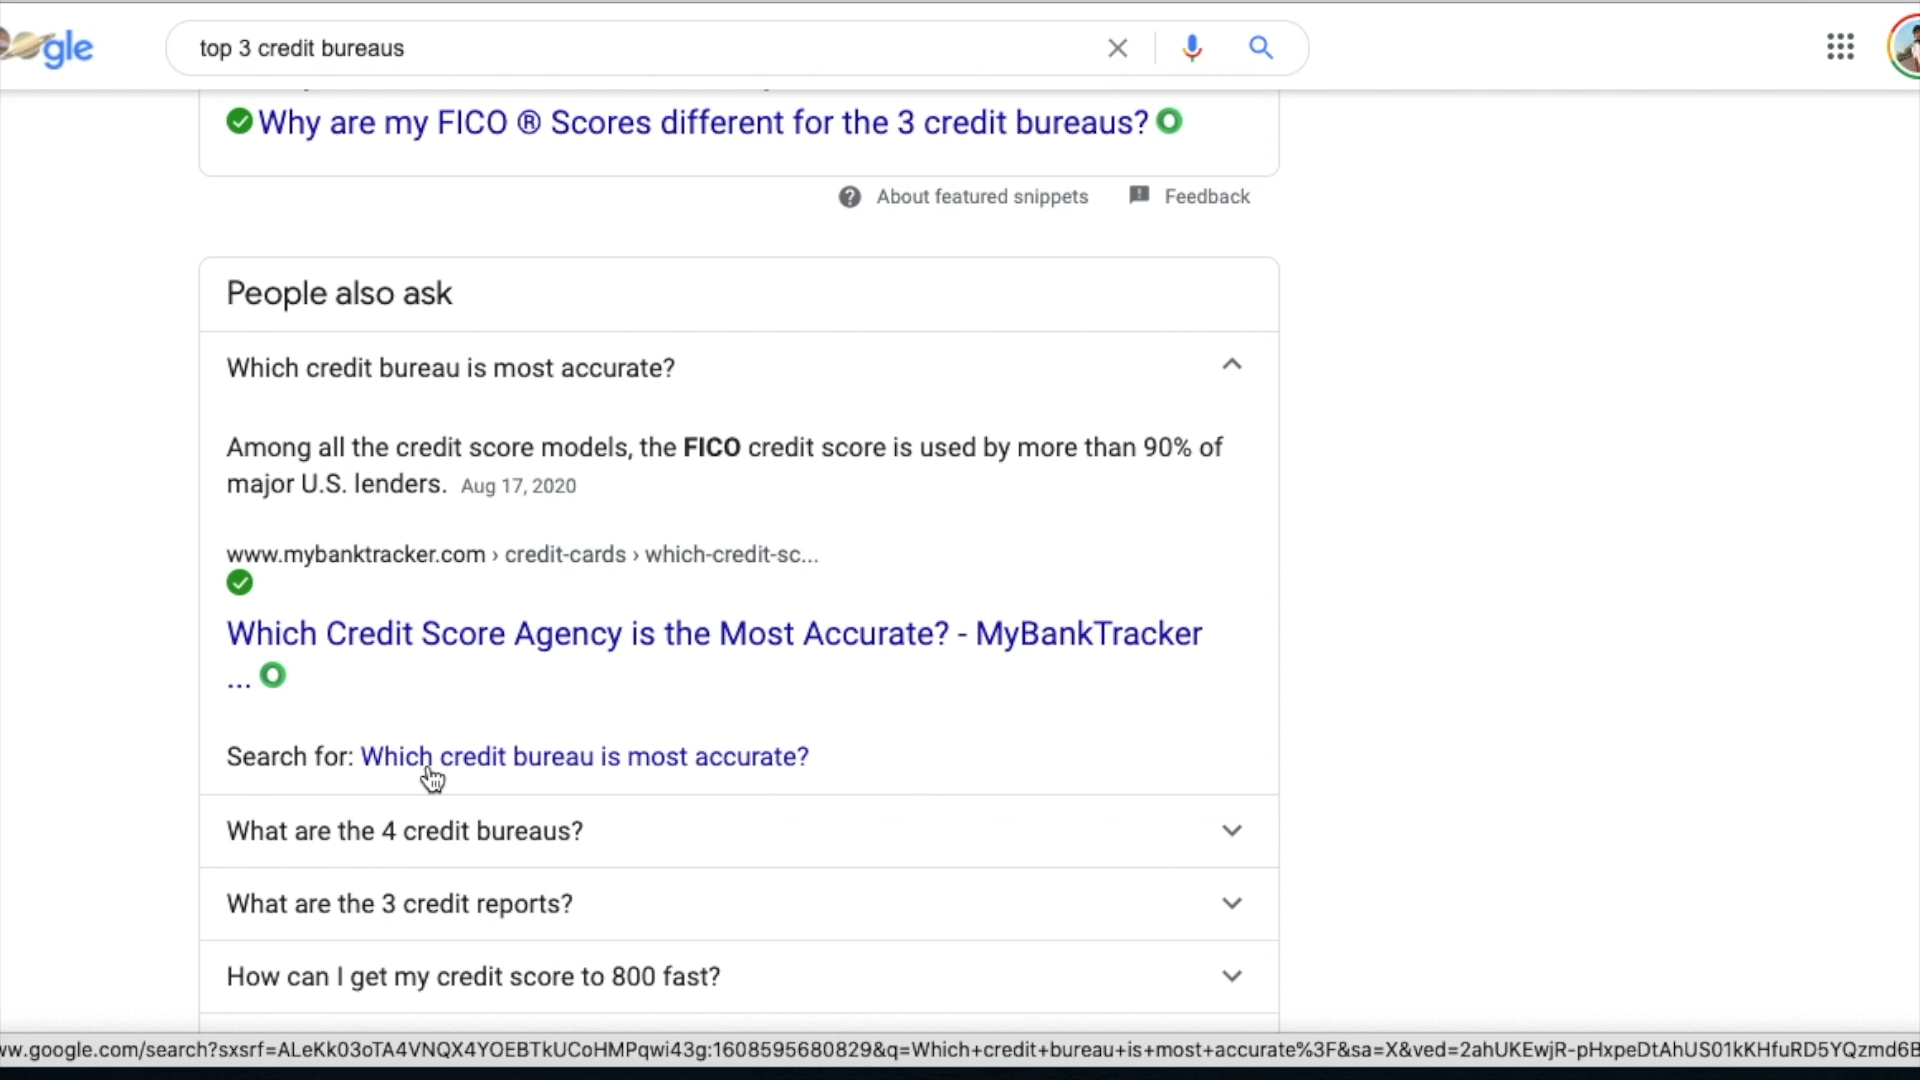 gle
top 3 credit bureaus
Why are my FICO ® Scores different for the 3 credit bureaus?
About featured snippets Feedback
People also ask
Which credit bureau is most accurate?
Among all the credit score models, the FICO credit score is used by more than 90% of
major U.S. lenders. Aug 17, 2020
www.mybanktracker.com › credit-cards › which-credit-sc...
Which Credit Score Agency is the Most Accurate? - MyBankTracker
...
Search for: Which credit bureau is most accurate?
What are the 4 credit bureaus?
What are the 3 credit reports?
How can I get my credit score to 800 fast?
ww.google.com/search?sxsrf=ALeKk03oTA4VNQX4YOEBTkUCoHMPqwi43g:1608595680829&q=Which+credit+bureau+is+most+accurate%3F&sa=X&ved=2ahUKEwjR-pHxpeDtAhUS01kKHfuRD5YQzmd6B